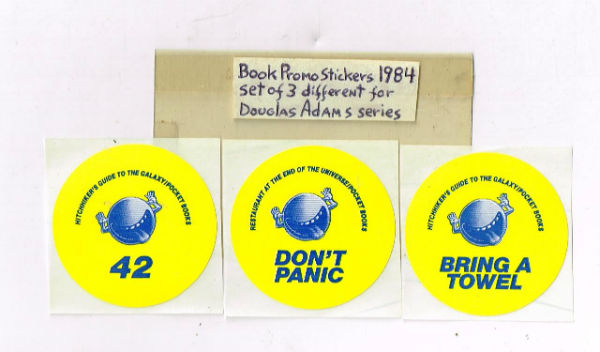 Book Promo Stickers 1984
set of 3 different for
Douglas Adams series
HITCHHIKER'S GUIDE TO THE GALAXY/POCKET BOOKS
42
RESTAURANT AT THE END OF THE UNIVERSE/POCKET BOOKS
DON'T
PANIC
HITCHHIKER'S GUIDE TO THE GALAXY/POCKET BOOKS
BRING A
TOWEL